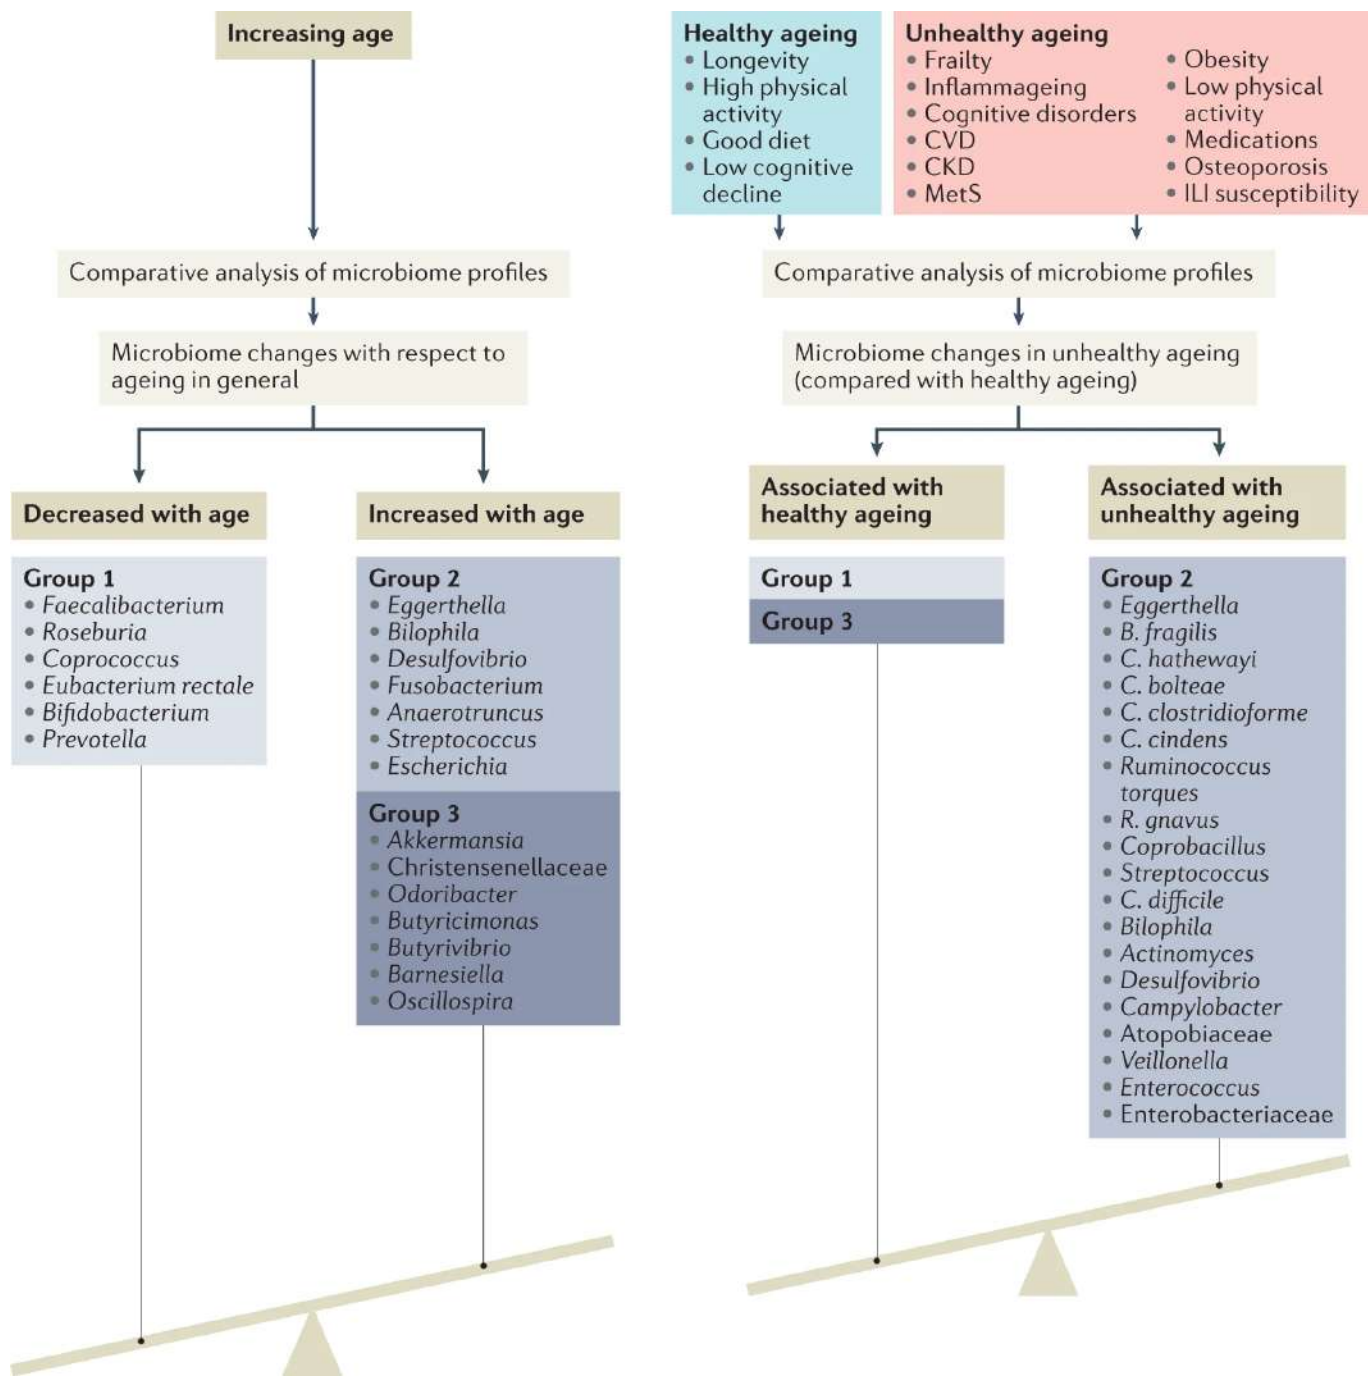 Increasing age
Comparative analysis of microbiome profiles
Microbiome changes with respect to
ageing in general
Decreased with age
Group 1
• Faecalibacterium
• Roseburia
• Coprococcus
• Eubacterium rectale
• Bifidobacterium
• Prevotella
Increased with age
Group 2
• Eggerthella
• Bilophila
• Desulfovibrio
• Fusobacterium
• Anaerotruncus
• Streptococcus
• Escherichia
Group 3
• Akkermansia
• Christensenellaceae
• Odoribacter
• Butyricimonas
• Butyrivibrio
• Barnesiella
• Oscillospira
Healthy ageing
• Longevity
• High physical
activity
• Good diet
• Low cognitive
decline
Unhealthy ageing
• Frailty
• Inflammageing
• Cognitive disorders
• CVD
• CKD
• MetS
• Obesity
• Low physical
activity
• Medications
• Osteoporosis
• ILI susceptibility
Comparative analysis of microbiome profiles
Microbiome changes in unhealthy ageing
(compared with healthy ageing)
Associated with
healthy ageing
Group 1
Group 3
Associated with
unhealthy ageing
Group 2
• Eggerthella
• B. fragilis
• C. hathewayi
• C. bolteae
• C. clostridioforme
• C. cindens
• Ruminococcus
torques
• R. gnavus
• Coprobacillus
• Streptococcus
• C. difficile
• Bilophila
• Actinomyces
• Desulfovibrio
• Campylobacter
• Atopobiaceae
• Veillonella
• Enterococcus
• Enterobacteriaceae